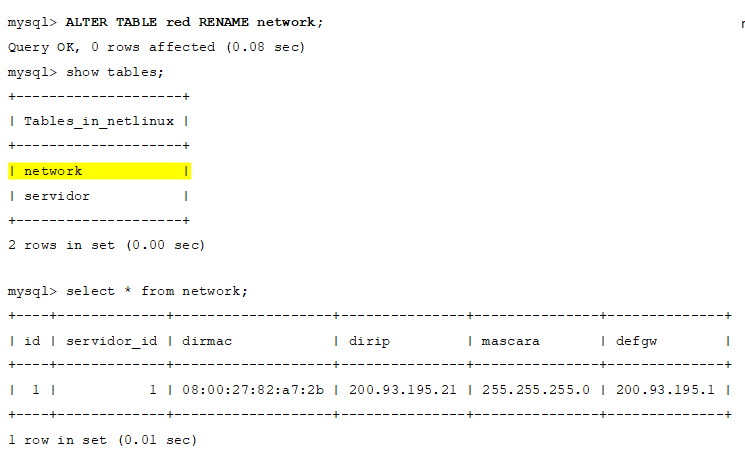 mysql> ALTER TABLE red RENAME network;
Query OK, 0 rows affected (0.08 sec)
mysql> show tables;
+--------------------+
| Tables_in_netlinux |
+--------------------+
| network            |
| servidor           |
+--------------------+
2 rows in set (0.00 sec)
mysql> select * from network;
+----+-------------+-------------------+---------------+---------------+--------------+
| id | servidor_id | dirmac            | dirip         | mascara       | defgw        |
+----+-------------+-------------------+---------------+---------------+--------------+
|  1 |           1 | 08:00:27:82:a7:2b | 200.93.195.21 | 255.255.255.0 | 200.93.195.1 |
+----+-------------+-------------------+---------------+---------------+--------------+
1 row in set (0.01 sec)